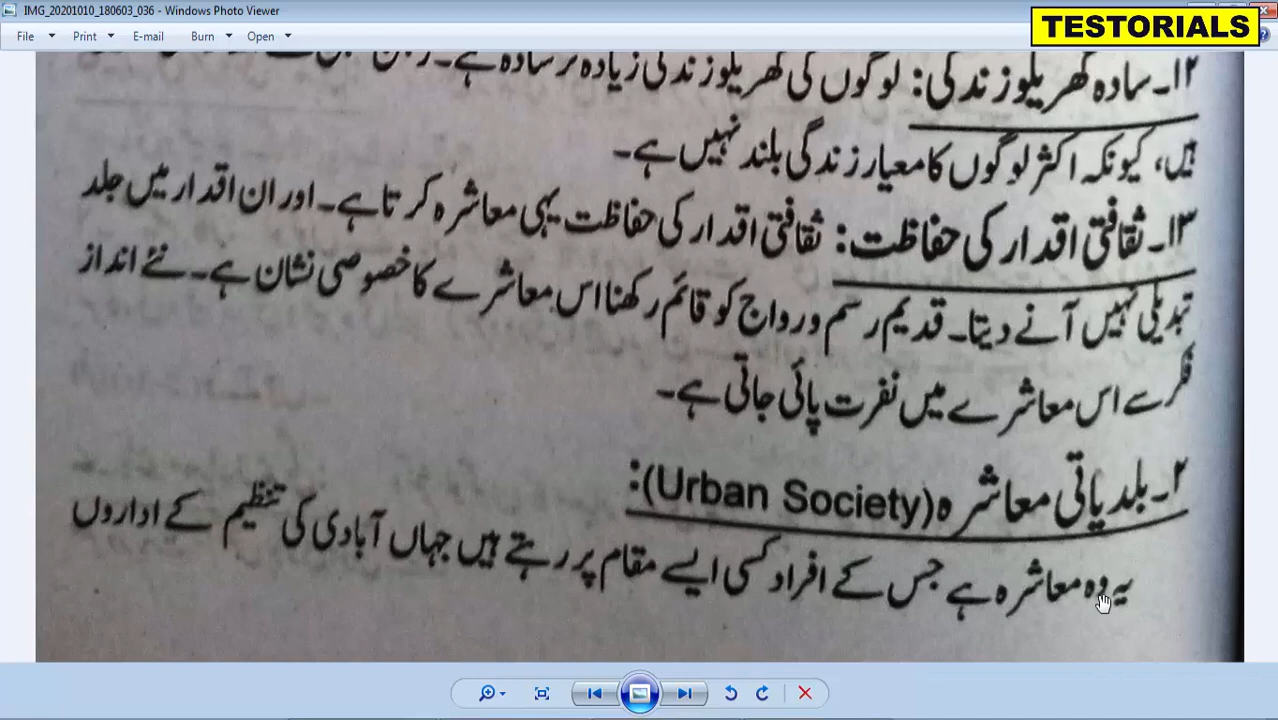 IMG_20201010_180603_036 - Windows Photo Viewer
TESTORIALS
File Print E-mail Burn Open
۱۲۔ سادہ گھریلو زندگی: لوگوں کی گھریلو زندگی زیادہ تر سادہ ہے۔
ہیں، کیونکہ اکثر لوگوں کا معیار زندگی بلند نہیں ہے۔
۱۳۔ ثقافتی اقدار کی حفاظت: ثقافتی اقدار کی حفاظت یہی معاشرہ کرتا ہے۔ اور ان اقدار میں جلد
تبدیلی نہیں آنے دیتا۔ قدیم رسم و رواج کو قائم رکھنا اس معاشرے کا خصوصی نشان ہے۔ نئے انداز
فکر سے اس معاشرے میں نفرت پائی جاتی ہے۔
۲۔ بلدیاتی معاشرہ (Urban Society):
یہ وہ معاشرہ ہے جس کے افراد کسی ایسے مقام پر رہتے ہیں جہاں آبادی کی تنظیم کے اداروں